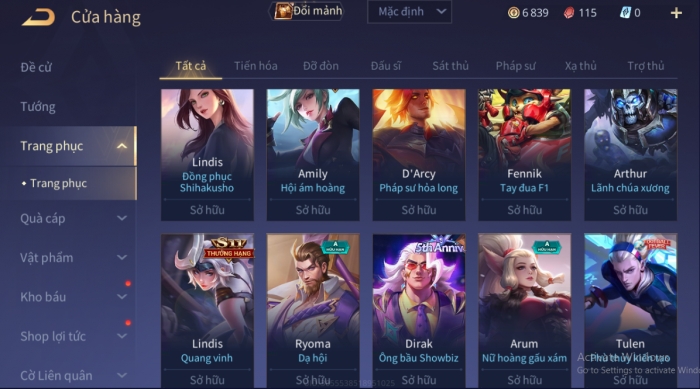 Cửa hàng
Đổi mảnh
Mặc định
6 839
115
0
Đề cử
Tướng
Trang phục
Trang phục
Quà cáp
Vật phẩm
Kho báu
Shop lợi tức
Cờ Liên quân
Tất cả
Tiến hóa
Đỡ đòn
Đấu sĩ
Sát thủ
Pháp sư
Xạ thủ
Trợ thủ
Lindis
Đồng phục
Shihakusho
Sở hữu
Amily
Hội ám hoàng
Sở hữu
D'Arcy
Pháp sư hỏa long
Sở hữu
Fennik
Tay đua F1
Sở hữu
Arthur
Lãnh chúa xương
Sở hữu
THƯỞNG HẠNG
Lindis
Quang vinh
Sở hữu
A
HỮU HẠN
Ryoma
Dạ hội
Sở hữu
5th Anniv
Dirak
Ông bầu Showbiz
Sở hữu
A
HỮU HẠN
Arum
Nữ hoàng gấu xám
Sở hữu
Tulen
Phù thủy kiến tạo
Sở hữu
Activate Windows
Go to Settings to activate Wind